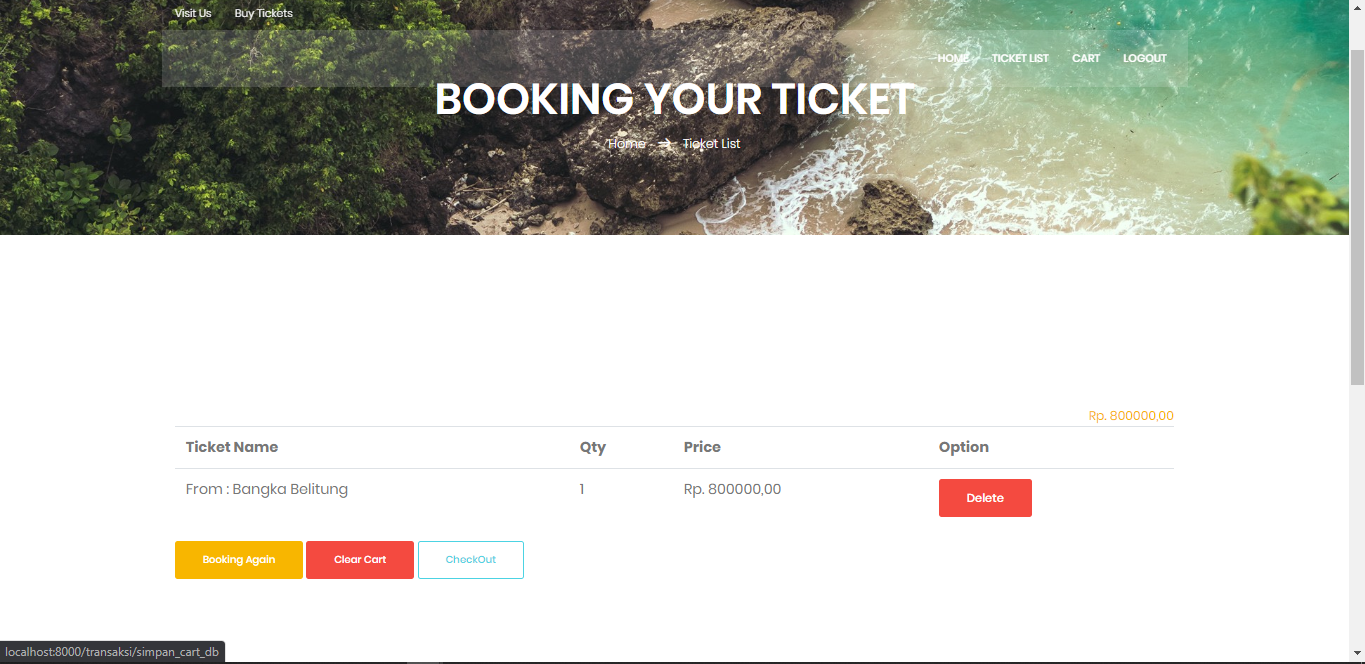 Visit Us Buy Tickets
HOME TICKET LIST CART LOGOUT
BOOKING YOUR TICKET
Home → Ticket List
Rp. 800000,00
Ticket Name Qty Price Option
From : Bangka Belitung 1 Rp. 800000,00 Delete
Booking Again Clear Cart CheckOut
localhost:8000/transaksi/simpan_cart_db